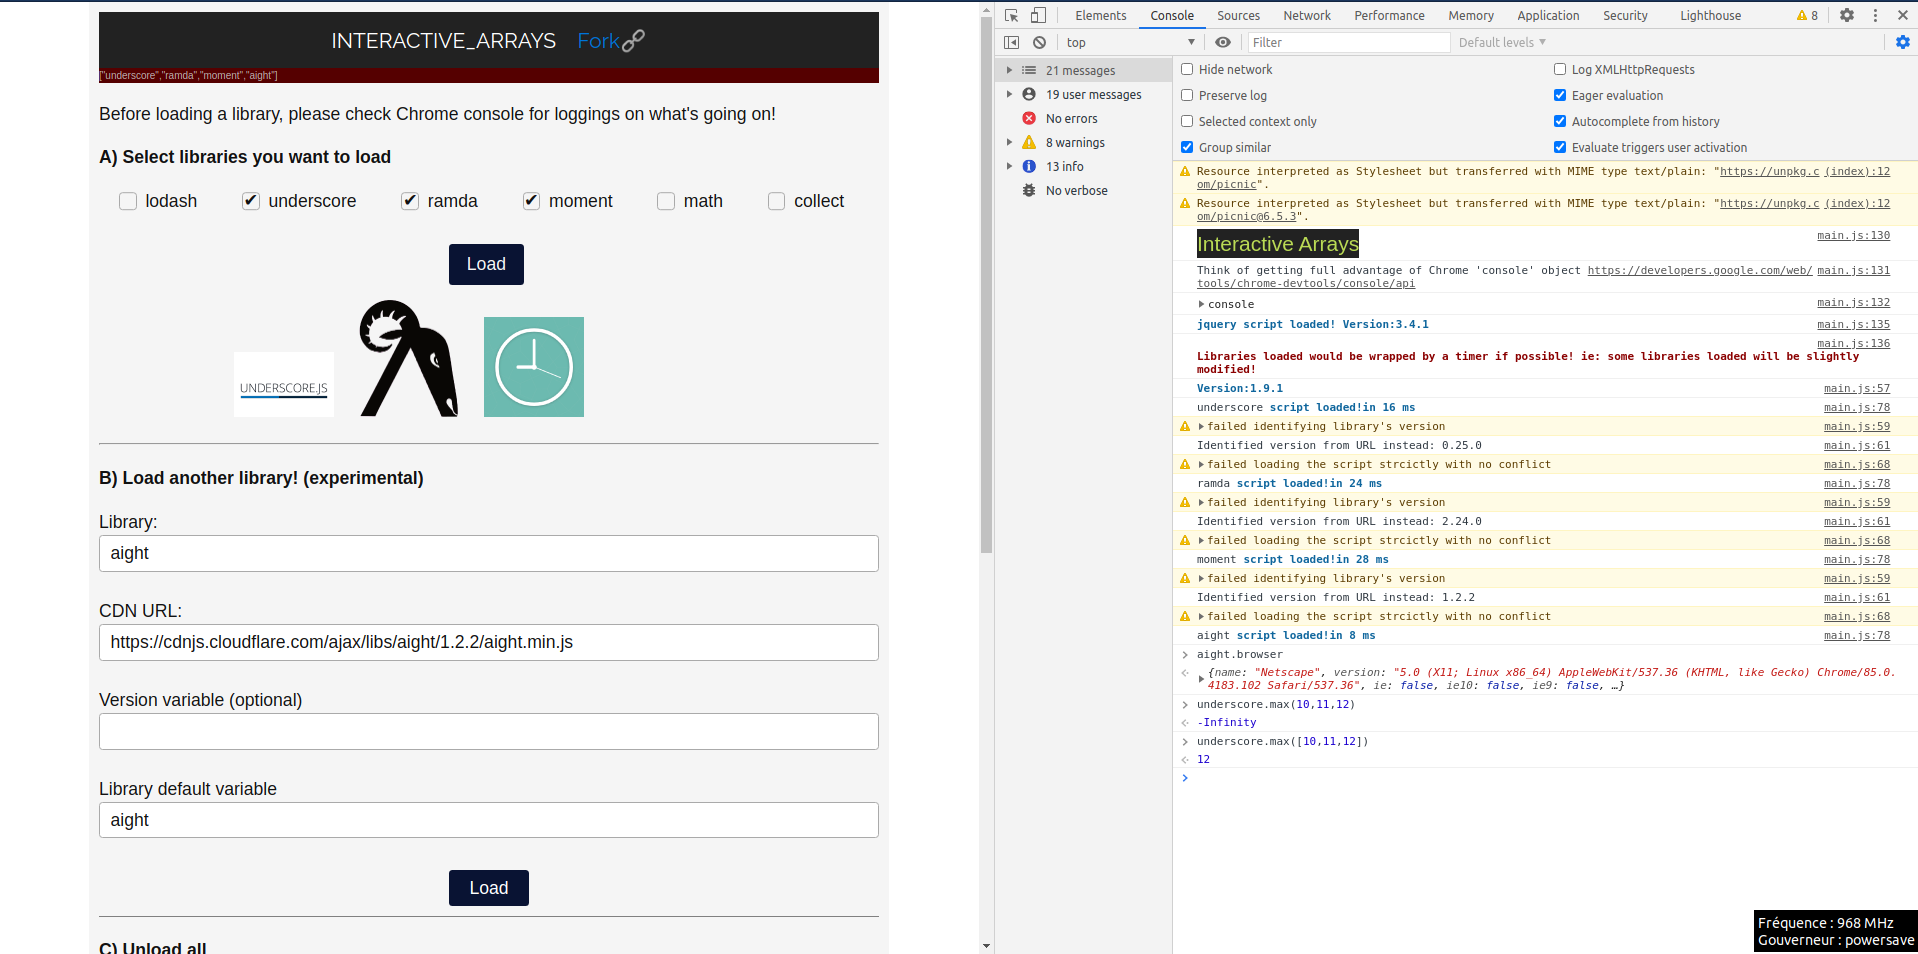 INTERACTIVE_ARRAYS Fork
["underscore","ramda","moment","aight"]
Before loading a library, please check Chrome console for loggings on what's going on!
A) Select libraries you want to load
lodash underscore ramda moment math collect
Load
UNDERSCORE.JS
B) Load another library! (experimental)
Library:
aight
CDN URL:
https://cdnjs.cloudflare.com/ajax/libs/aight/1.2.2/aight.min.js
Version variable (optional)
Library default variable
aight
Load
C) Unload all
Elements Console Sources Network Performance Memory Application Security Lighthouse 8
top Filter Default levels
21 messages
19 user messages
No errors
8 warnings
13 info
No verbose
Hide network Log XMLHttpRequests
Preserve log Eager evaluation
Selected context only Autocomplete from history
Group similar Evaluate triggers user activation
Resource interpreted as Stylesheet but transferred with MIME type text/plain: "https://unpkg.c (index):12
om/picnic".
Resource interpreted as Stylesheet but transferred with MIME type text/plain: "https://unpkg.c (index):12
om/picnic@6.5.3".
Interactive Arrays main.js:130
Think of getting full advantage of Chrome 'console' object https://developers.google.com/web/ main.js:131
tools/chrome-devtools/console/api
console main.js:132
jquery script loaded! Version:3.4.1 main.js:135
main.js:136
Libraries loaded would be wrapped by a timer if possible! ie: some libraries loaded will be slightly
modified!
Version:1.9.1 main.js:57
underscore script loaded!in 16 ms main.js:78
failed identifying library's version main.js:59
Identified version from URL instead: 0.25.0 main.js:61
failed loading the script strcictly with no conflict main.js:68
ramda script loaded!in 24 ms main.js:78
failed identifying library's version main.js:59
Identified version from URL instead: 2.24.0 main.js:61
failed loading the script strcictly with no conflict main.js:68
moment script loaded!in 28 ms main.js:78
failed identifying library's version main.js:59
Identified version from URL instead: 1.2.2 main.js:61
failed loading the script strcictly with no conflict main.js:68
aight script loaded!in 8 ms main.js:78
aight.browser
{name: "Netscape", version: "5.0 (X11; Linux x86_64) AppleWebKit/537.36 (KHTML, like Gecko) Chrome/85.0.
4183.102 Safari/537.36", ie: false, ie10: false, ie9: false, …}
underscore.max(10,11,12)
-Infinity
underscore.max([10,11,12])
12
Fréquence : 968 MHz
Gouverneur : powersave